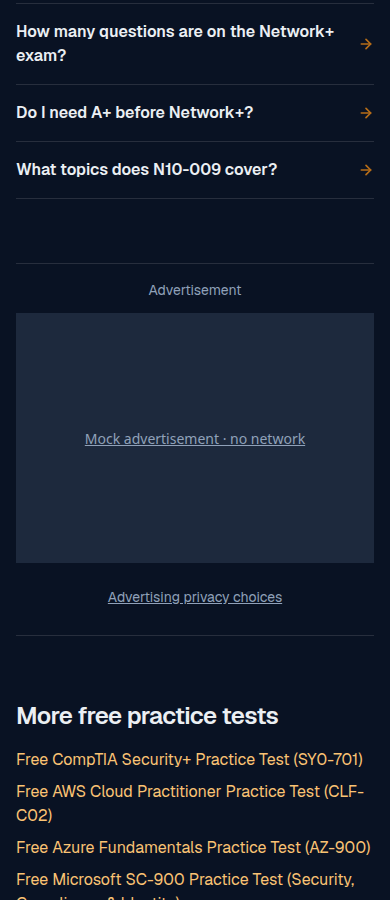 How many questions are on the Network+
exam?
Do I need A+ before Network+?
What topics does N10-009 cover?
Advertisement
Mock advertisement · no network
Advertising privacy choices
More free practice tests
Free CompTIA Security+ Practice Test (SY0-701)
Free AWS Cloud Practitioner Practice Test (CLF-
C02)
Free Azure Fundamentals Practice Test (AZ-900)
Free Microsoft SC-900 Practice Test (Security,